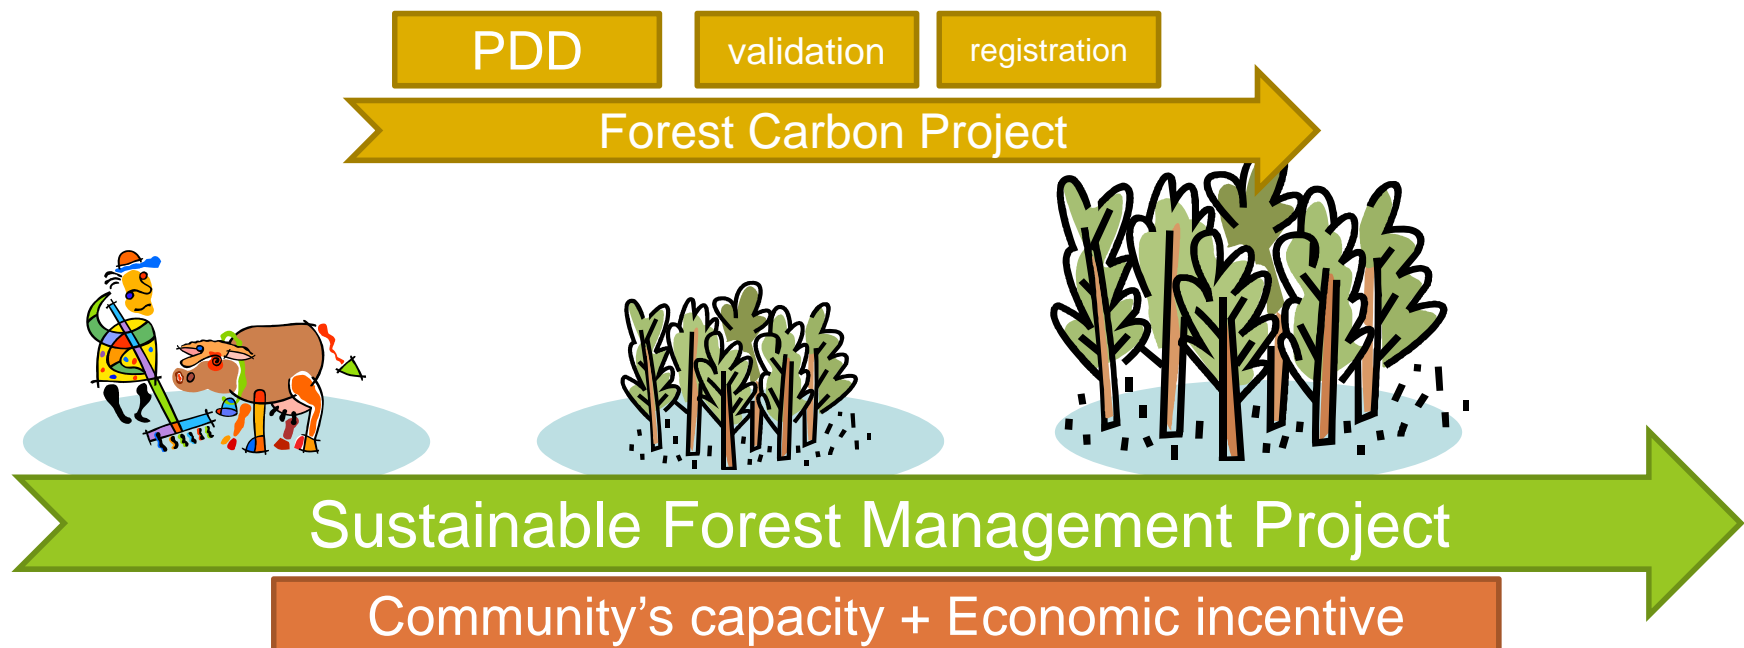 PDD
validation
registration
Forest Carbon Project
Sustainable Forest Management Project
Community’s capacity + Economic incentive